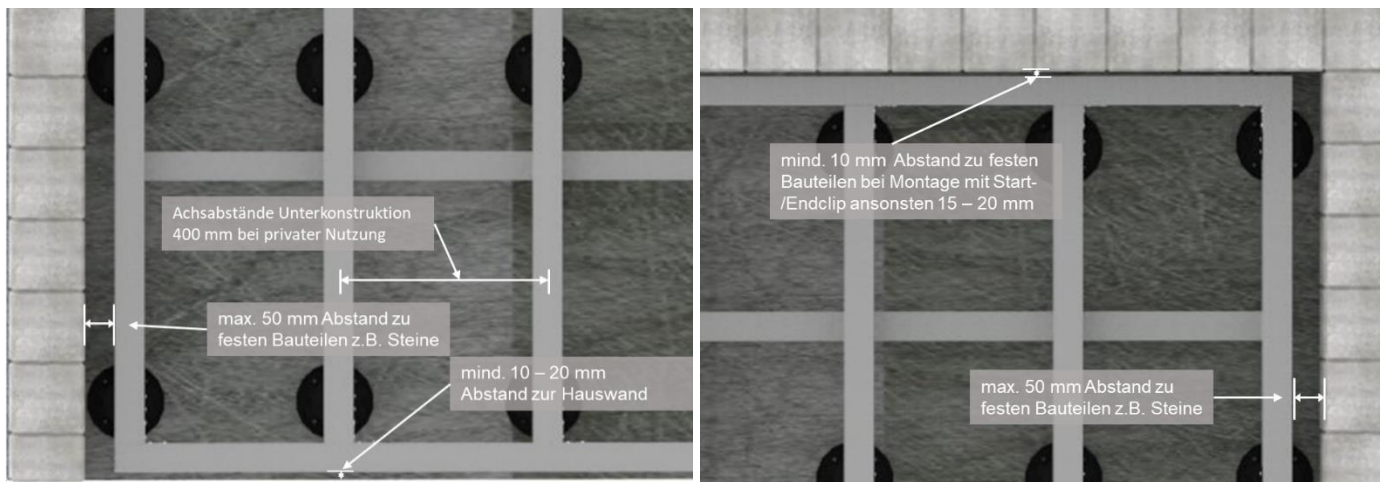 Achsabstände Unterkonstruktion
400 mm bei privater Nutzung
max. 50 mm Abstand zu
festen Bauteilen z.B. Steine
mind. 10 – 20 mm
Abstand zur Hauswand
mind. 10 mm Abstand zu festen
Bauteilen bei Montage mit Start-
/Endclip ansonsten 15 – 20 mm
max. 50 mm Abstand zu
festen Bauteilen z.B. Steine